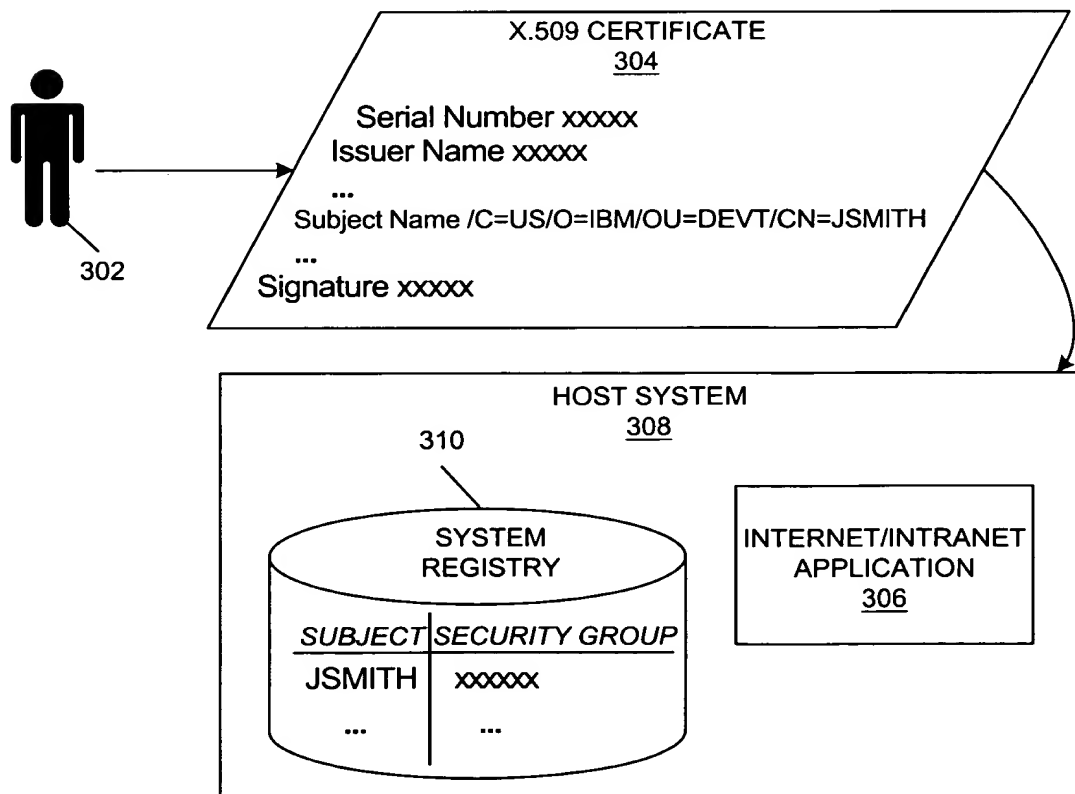 X.509 CERTIFICATE
304
Serial Number xxxxx
Issuer Name xxxxx
...
Subject Name /C=US/O=IBM/OU=DEVT/CN=JSMITH
...
Signature xxxxx
302
HOST SYSTEM
308
310
SYSTEM
REGISTRY
SUBJECT SECURITY GROUP
JSMITH xxxxxx
... ...
INTERNET/INTRANET
APPLICATION
306